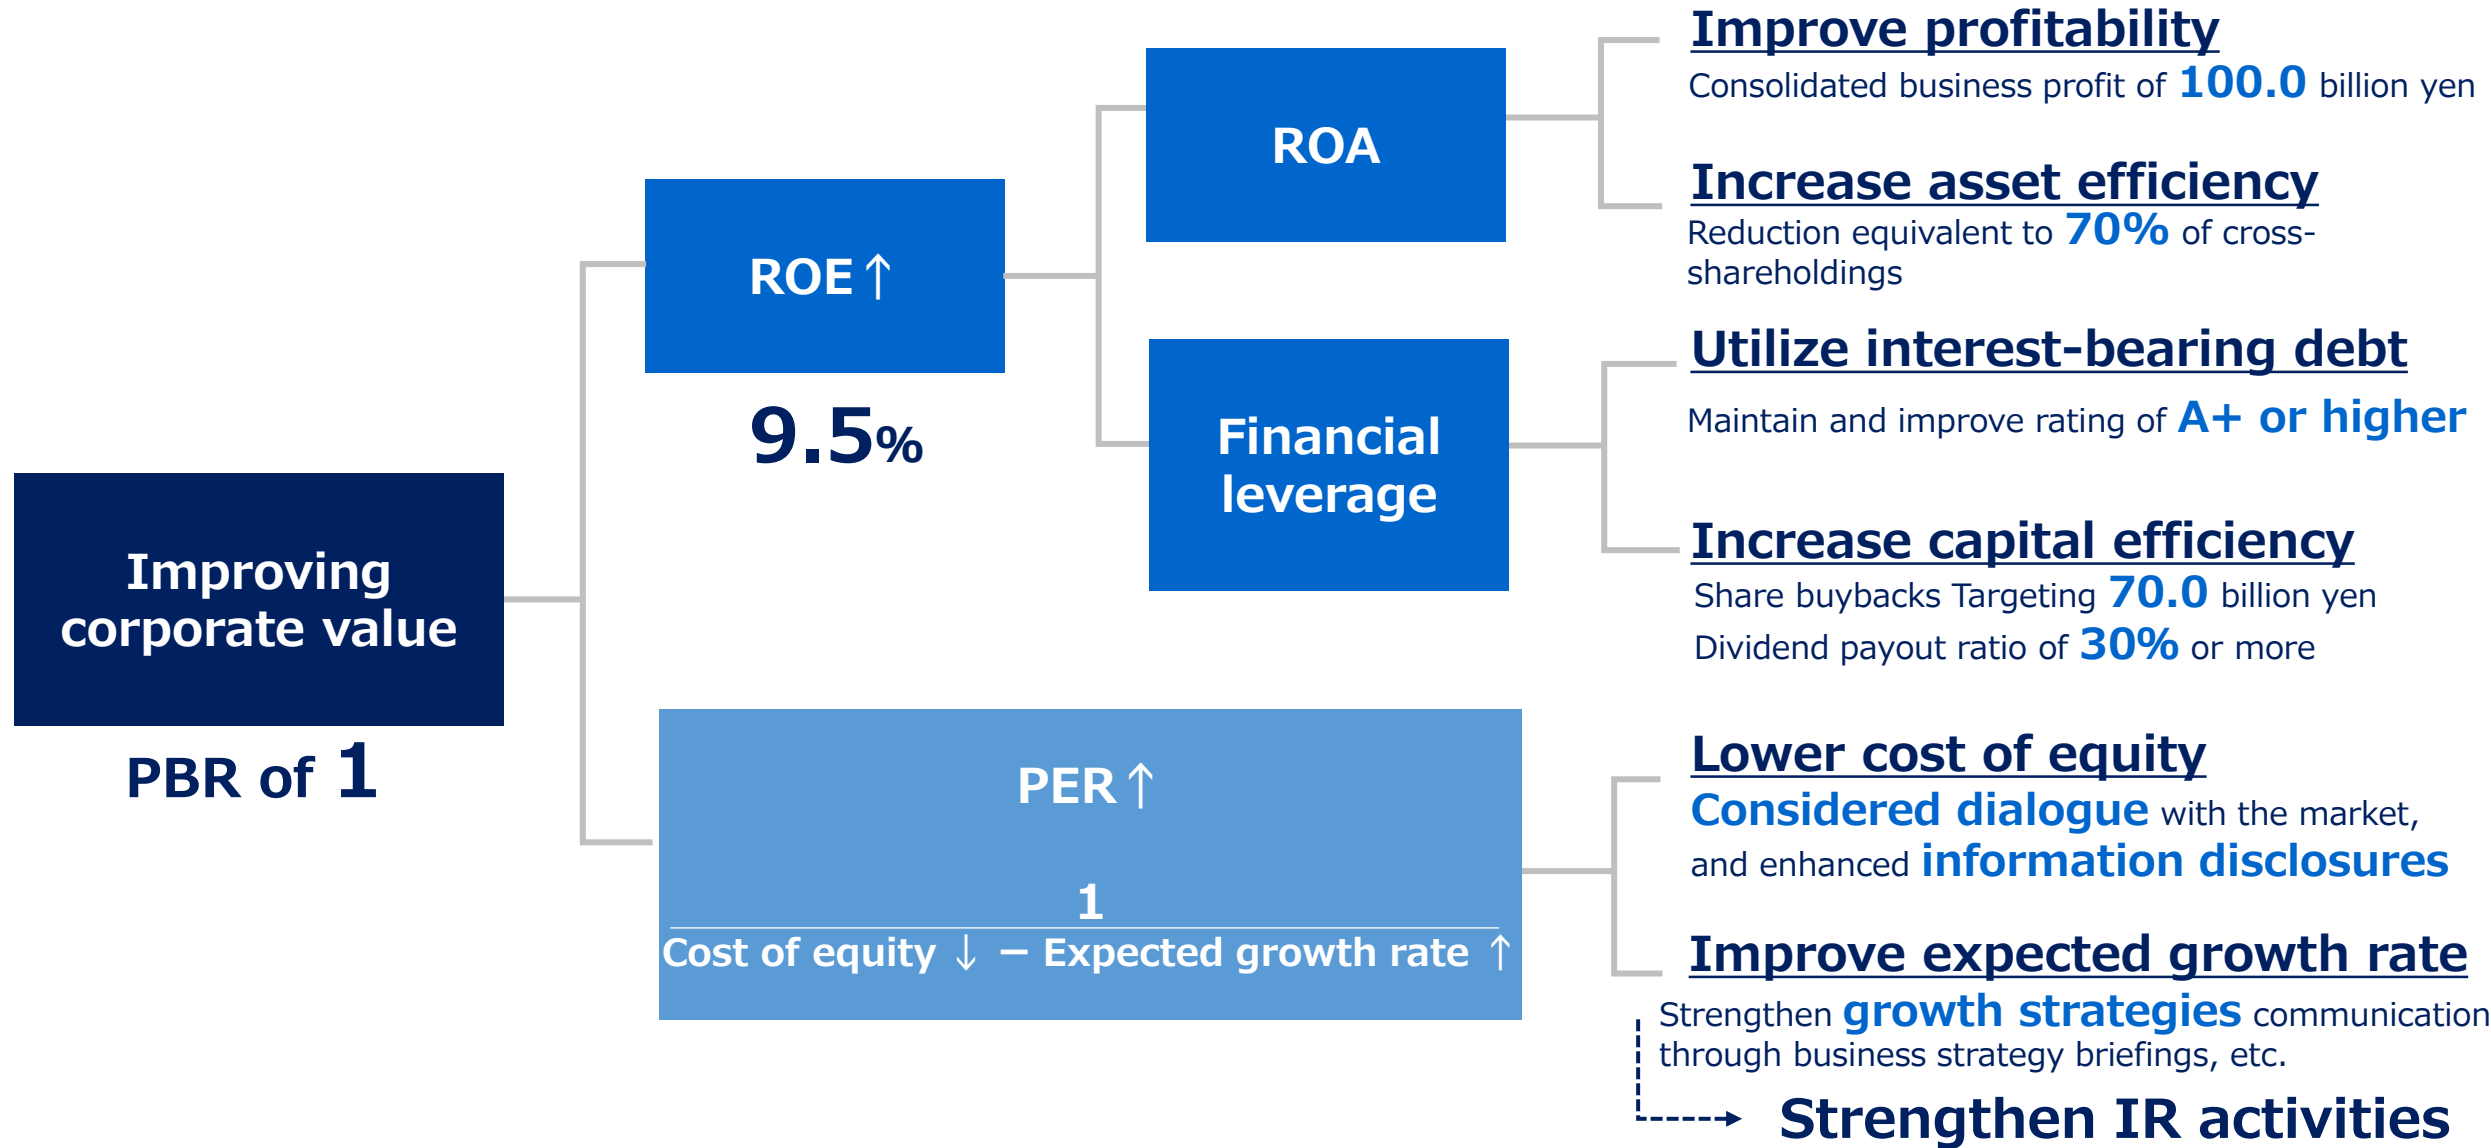 Improving
corporate value
PBR of 1
ROE↑
9.5%
PER↑
1
Cost of equity ↓ − Expected growth rate ↑
ROA
Financial
leverage
Improve profitability
Consolidated business profit of 100.0 billion yen
Increase asset efficiency
Reduction equivalent to 70% of cross-
shareholdings
Utilize interest-bearing debt
Maintain and improve rating of A+ or higher
Increase capital efficiency
Share buybacks Targeting 70.0 billion yen
Dividend payout ratio of 30% or more
Lower cost of equity
Considered dialogue with the market,
and enhanced information disclosures
Improve expected growth rate
Strengthen growth strategies communication
through business strategy briefings, etc.
Strengthen IR activities